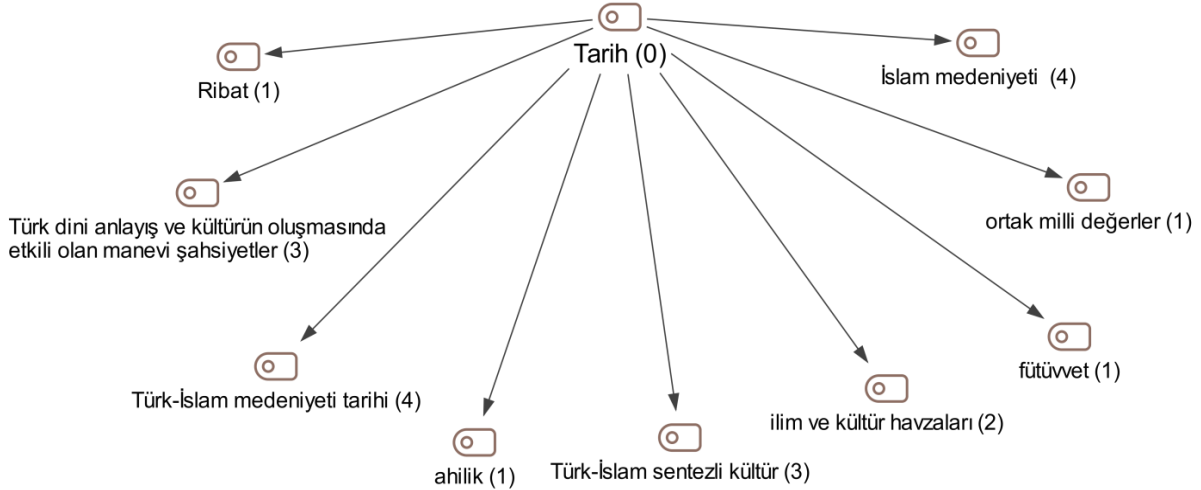 Tarih (0)
Ribat (1)
İslam medeniyeti (4)
Türk dini anlayış ve kültürün oluşmasında
etkili olan manevi şahsiyetler (3)
ortak milli değerler (1)
Türk-İslam medeniyeti tarihi (4)
fütüvvet (1)
ilim ve kültür havzaları (2)
ahilik (1)
Türk-İslam sentezli kültür (3)